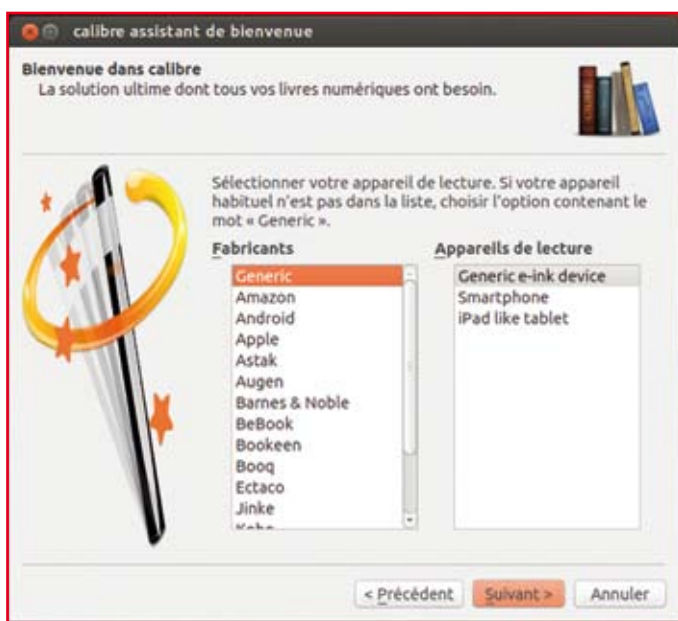 calibre assistant de bienvenue
Bienvenue dans calibre
La solution ultime dont tous vos livres numériques ont besoin.
Sélectionner votre appareil de lecture. Si votre appareil
habituel n'est pas dans la liste, choisir l'option contenant le
mot « Generic ».
Fabricants
Generic
Amazon
Android
Apple
Astak
Augen
Barnes & Noble
BeBook
Bookeen
Booq
Ectaco
Jinke
Appareils de lecture
Generic e-ink device
Smartphone
iPad like tablet
< Précédent
Suivant >
Annuler